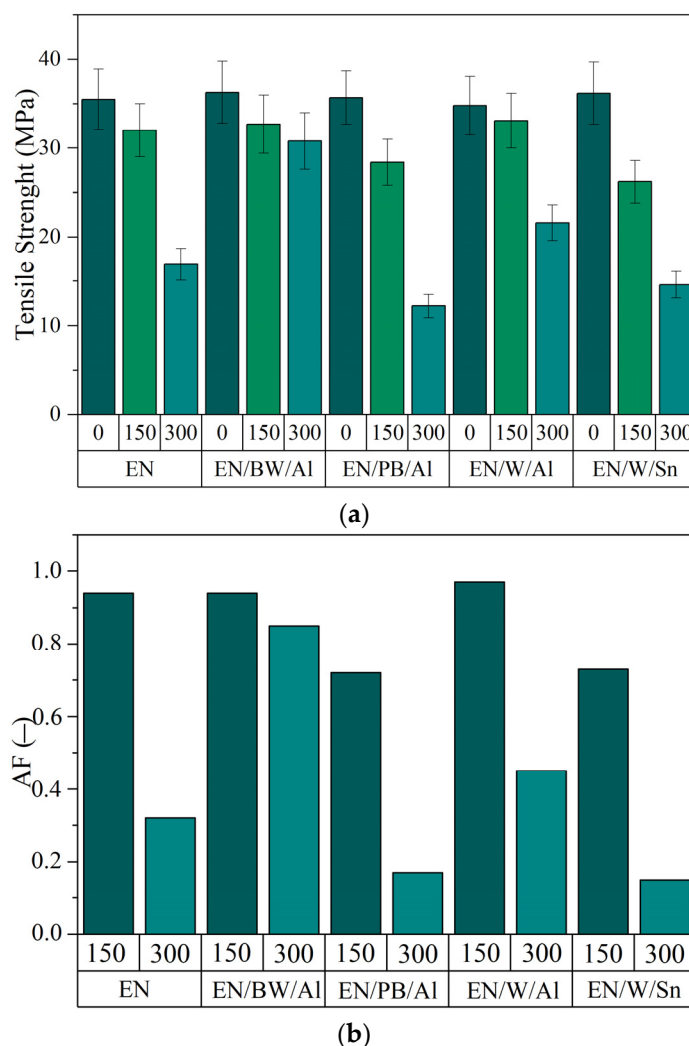 Tensile Strenght (MPa)
40
30
20
10
0
0 150 300 0 150 300 0 150 300 0 150 300 0 150 300
EN EN/BW/Al EN/PB/Al EN/W/Al EN/W/Sn
(a)
AF (–)
1.0
0.8
0.6
0.4
0.2
0.0
150 300 150 300 150 300 150 300 150 300
EN EN/BW/Al EN/PB/Al EN/W/Al EN/W/Sn
(b)